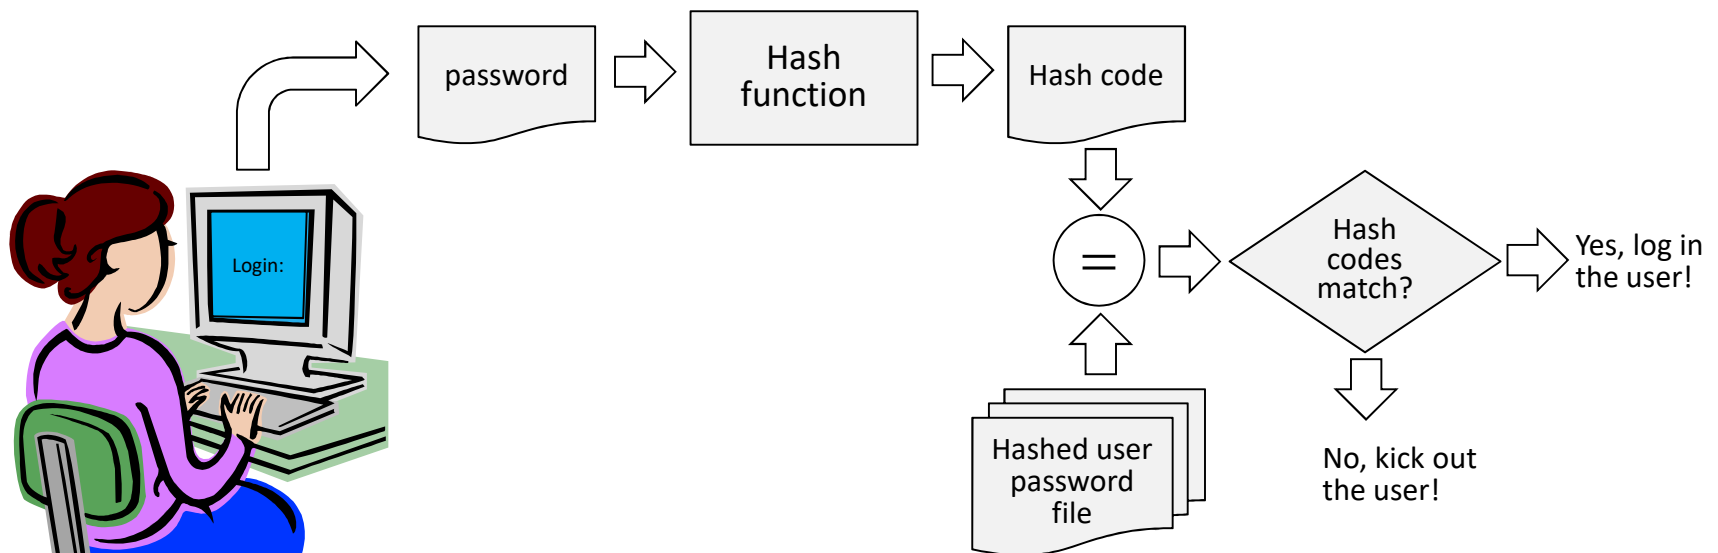 password
Hash
function
Hash code
Login:
Hash
codes
match?
Yes, log in
the user!
Hashed user
password
file
No, kick out
the user!
=